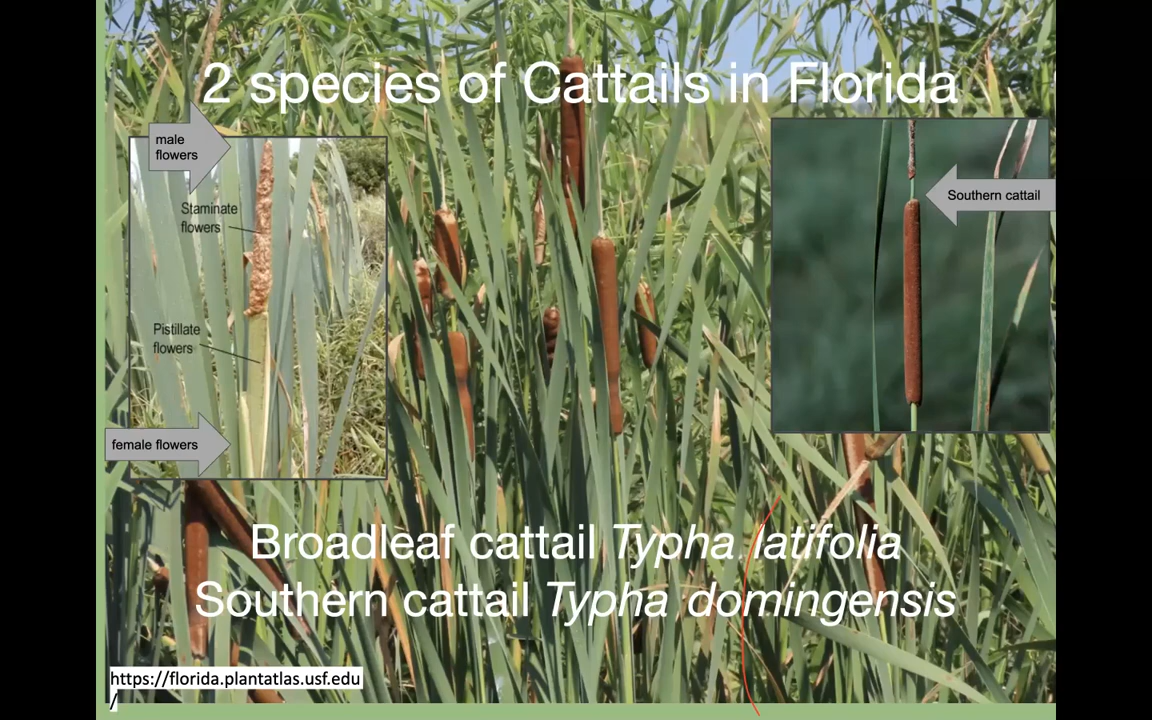 2 species of Cattails in Florida
male
flowers
Staminate
flowers
Pistillate
flowers
female flowers
Southern cattail
Broadleaf cattail Typha latifolia
Southern cattail Typha domingensis
https://florida.plantatlas.usf.edu
/